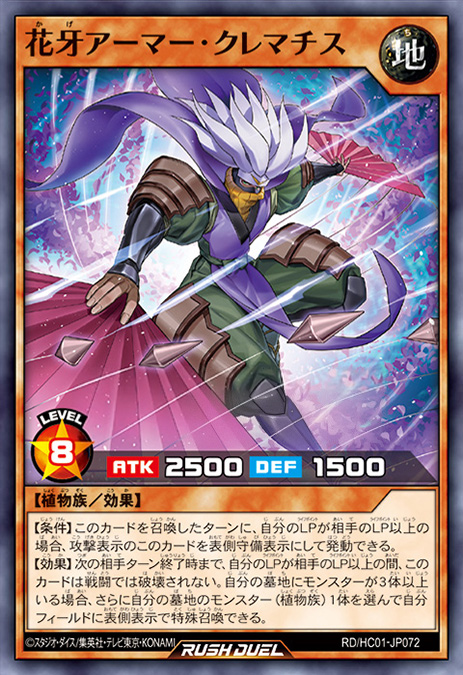 花牙アーマー・クレマチス
地
LEVEL
8
ATK 2500 DEF 1500
【植物族／効果】
【条件】このカードを召喚したターンに、自分のLPが相手のLP以上の
場合、攻撃表示のこのカードを表側守備表示にして発動できる。
【効果】次の相手ターン終了時まで、自分のLPが相手のLP以上の間、この
カードは戦闘では破壊されない。自分の墓地にモンスターが3体以上
いる場合、さらに自分の墓地のモンスター（植物族）1体を選んで自分
フィールドに表側表示で特殊召喚できる。
©スタジオ・ダイス/集英社・テレビ東京・KONAMI
RUSH DUEL
RD/HC01-JP072